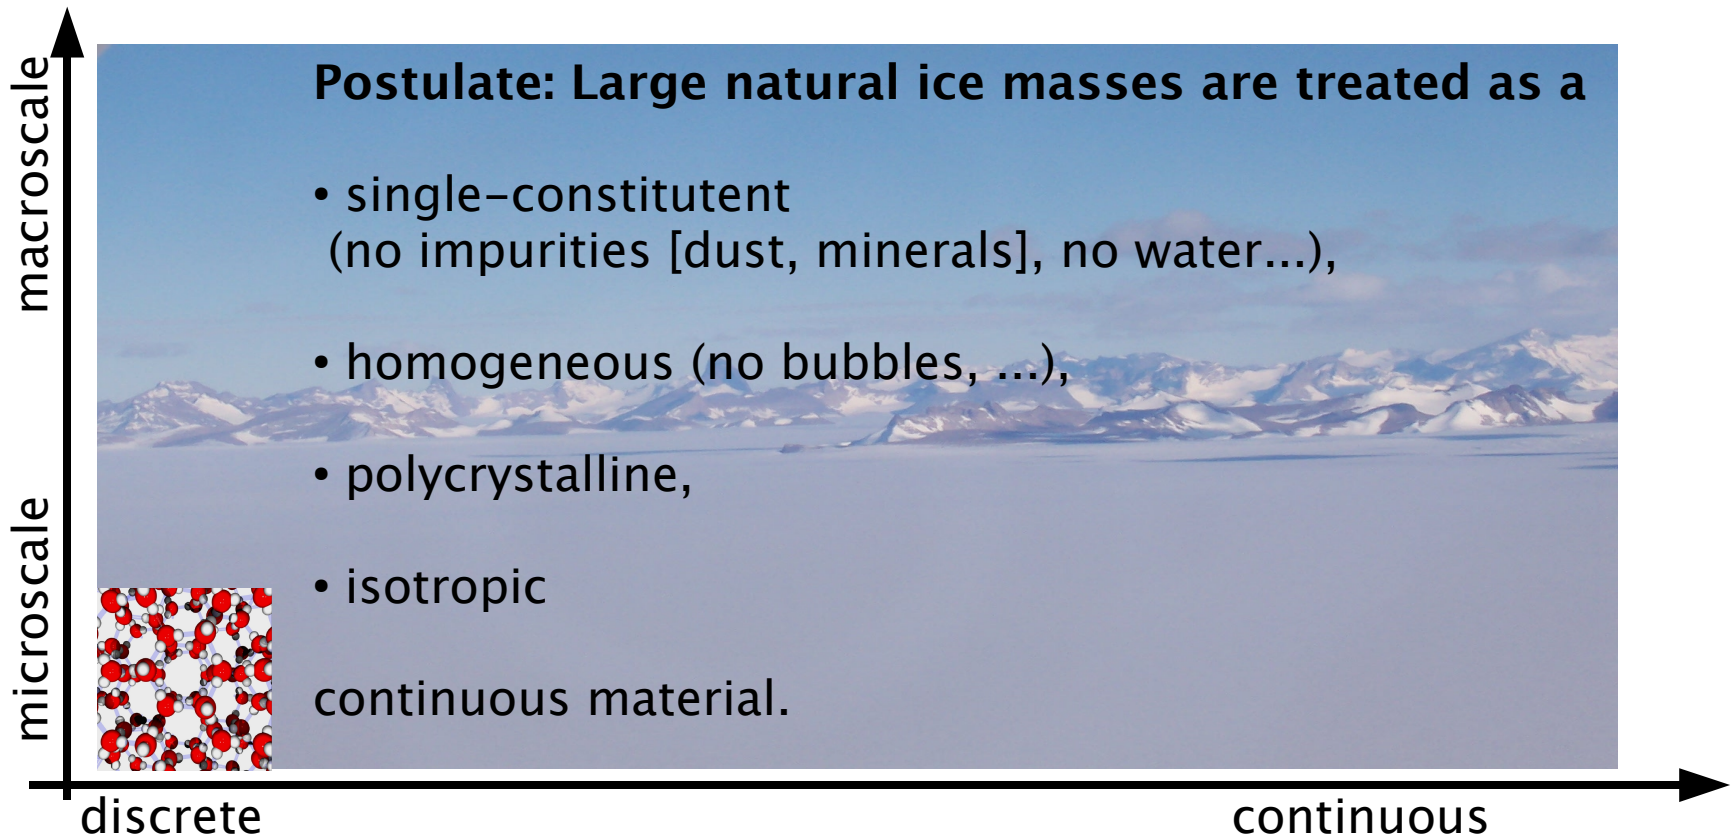 Postulate: Large natural ice masses are treated as a
• single-constitutent
(no impurities [dust, minerals], no water...),
• homogeneous (no bubbles, ...),
• polycrystalline,
• isotropic
continuous material.
macroscale
microscale
discrete
continuous